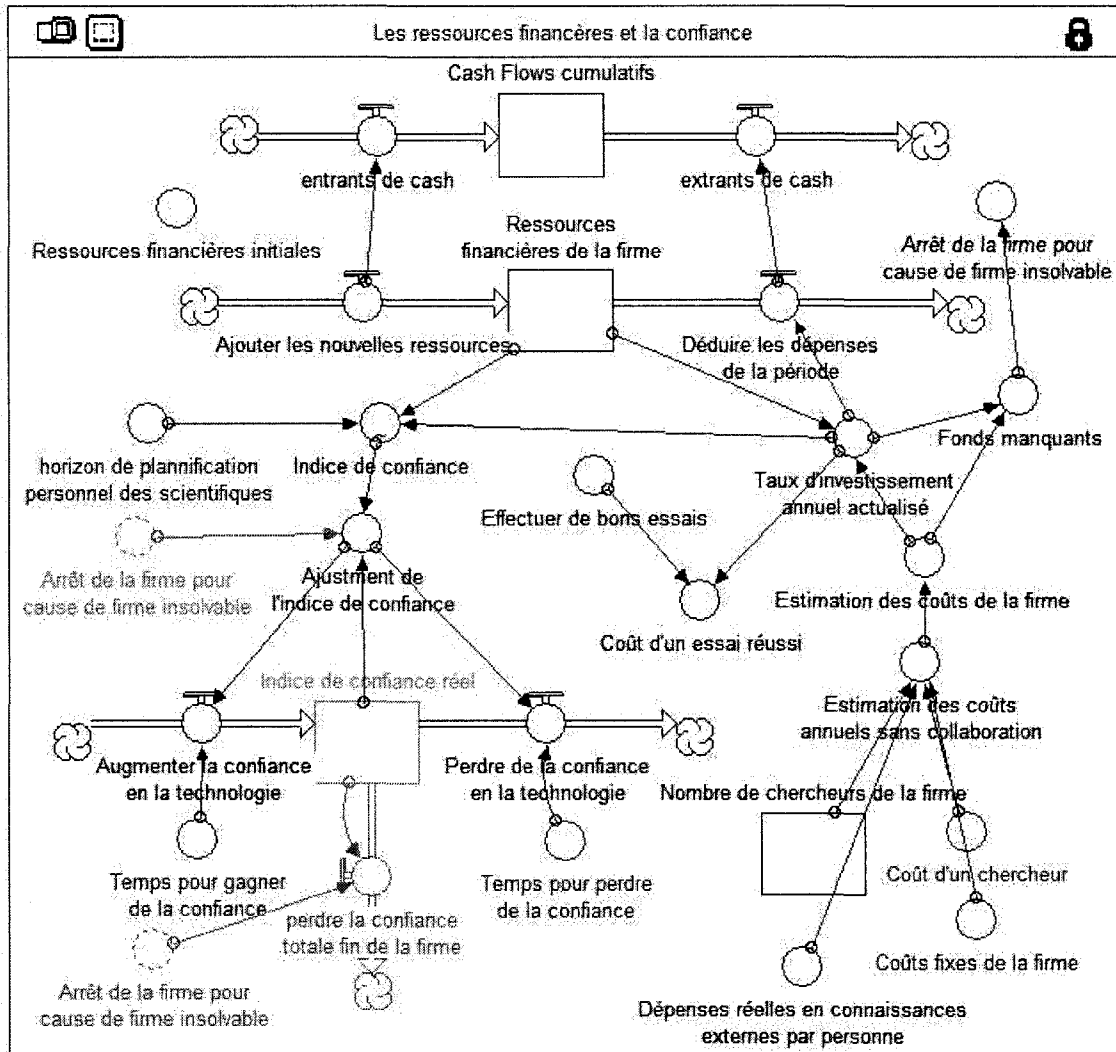 Les ressources financères et la confiance
Cash Flows cumulatifs
entrants de cash
extrants de cash
Ressources financières initiales
Ressources
financières de la firme
Arrêt de la firme pour
cause de firme insolvable
Ajouter les nouvelles ressources
Déduire les dépenses
de la période
Fonds manquants
horizon de plannification
personnel des scientifiques
Indice de confiance
Taux d'investissement
annuel actualisé
Effectuer de bons essais
Arrêt de la firme pour
cause de firme insolvable
Ajustment de
l'indice de confiance
Estimation des coûts de la firme
Coût d'un essai réussi
Indice de confiance réel
Estimation des coûts
annuels sans collaboration
Augmenter la confiance
en la technologie
Perdre de la confiance
en la technologie
Nombre de chercheurs de la firme
Temps pour gagner
de la confiance
Temps pour perdre
de la confiance
Coût d'un chercheur
perdre la confiance
totale fin de la firme
Coûts fixes de la firme
Arrêt de la firme pour
cause de firme insolvable
Dépenses réelles en connaissances
externes par personne